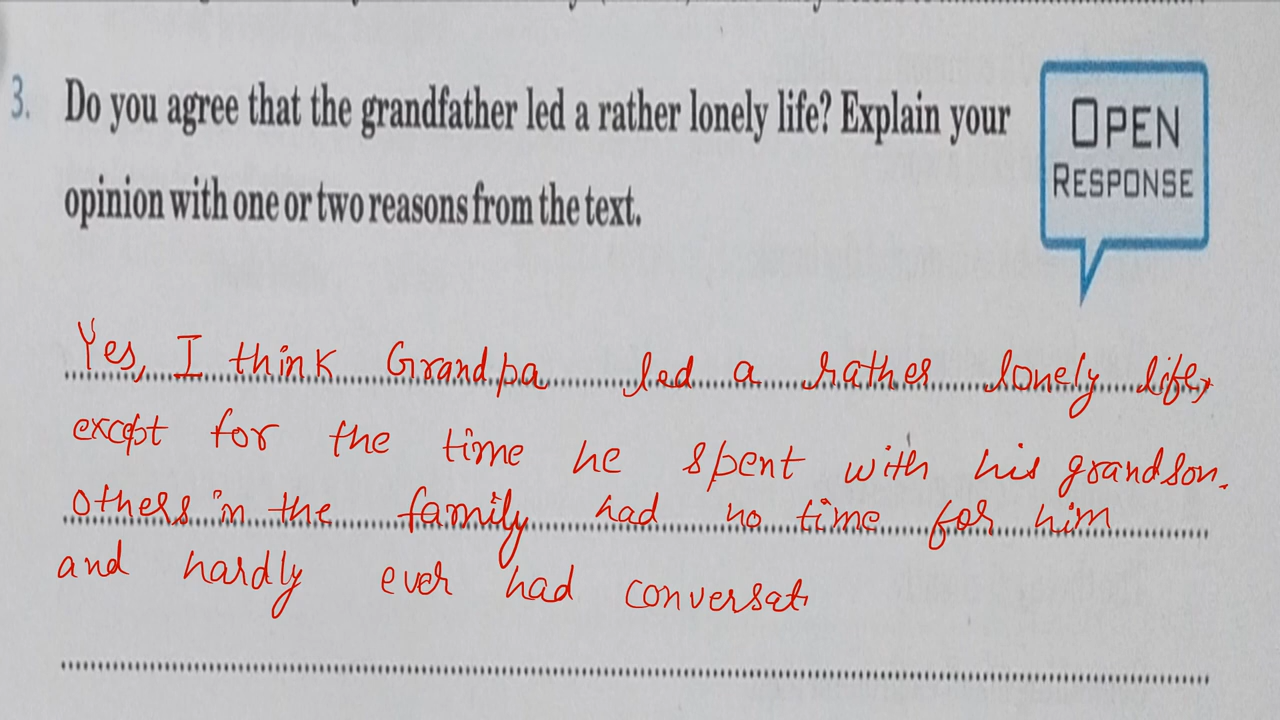 3. Do you agree that the grandfather led a rather lonely life? Explain your
opinion with one or two reasons from the text.
OPEN
RESPONSE
Yes, I think Grandpa led a rather lonely life,
except for the time he spent with his grandson.
Others in the family had no time for him
and hardly ever had conversat